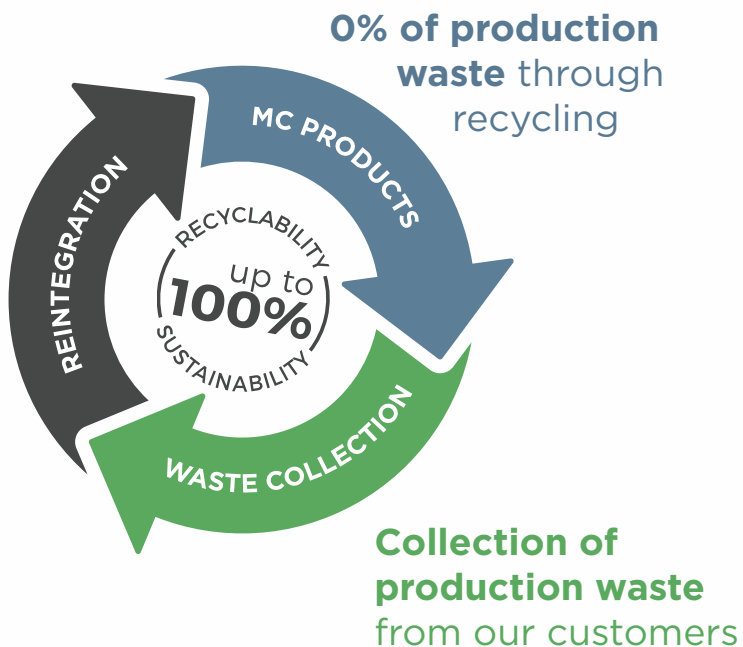 0% of production
waste through
recycling
MC PRODUCTS
REINTEGRATION
RECYCLABILITY
up to
100%
SUSTAINABILITY
WASTE COLLECTION
Collection of
production waste
from our customers